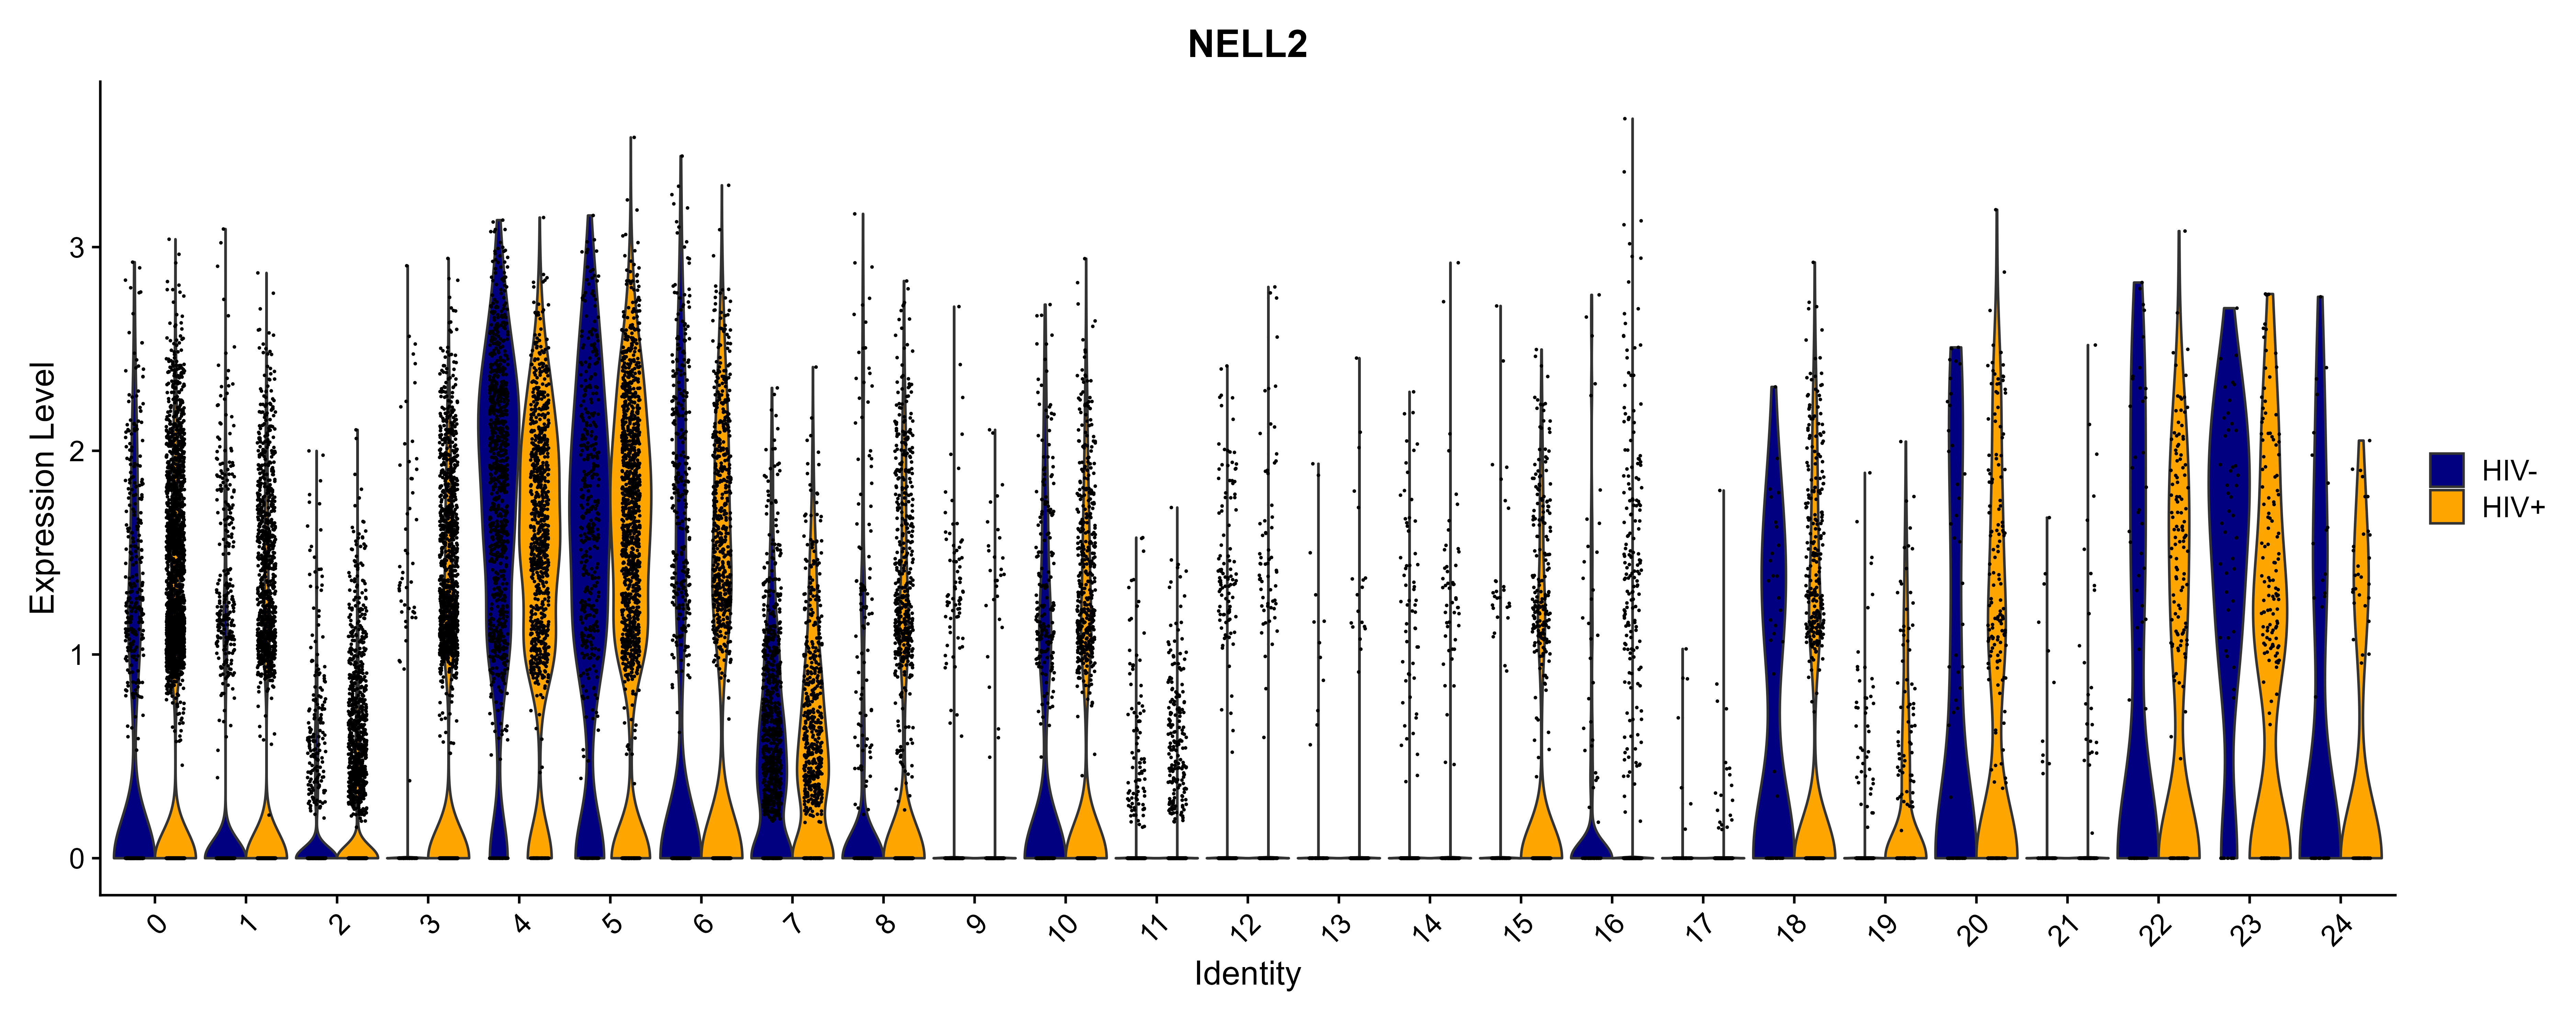 NELL2
Expression Level
3
2
1
0
0 1 2 3 4 5 6 7 8 9 10 11 12 13 14 15 16 17 18 19 20 21 22 23 24
Identity
HIV-
HIV+